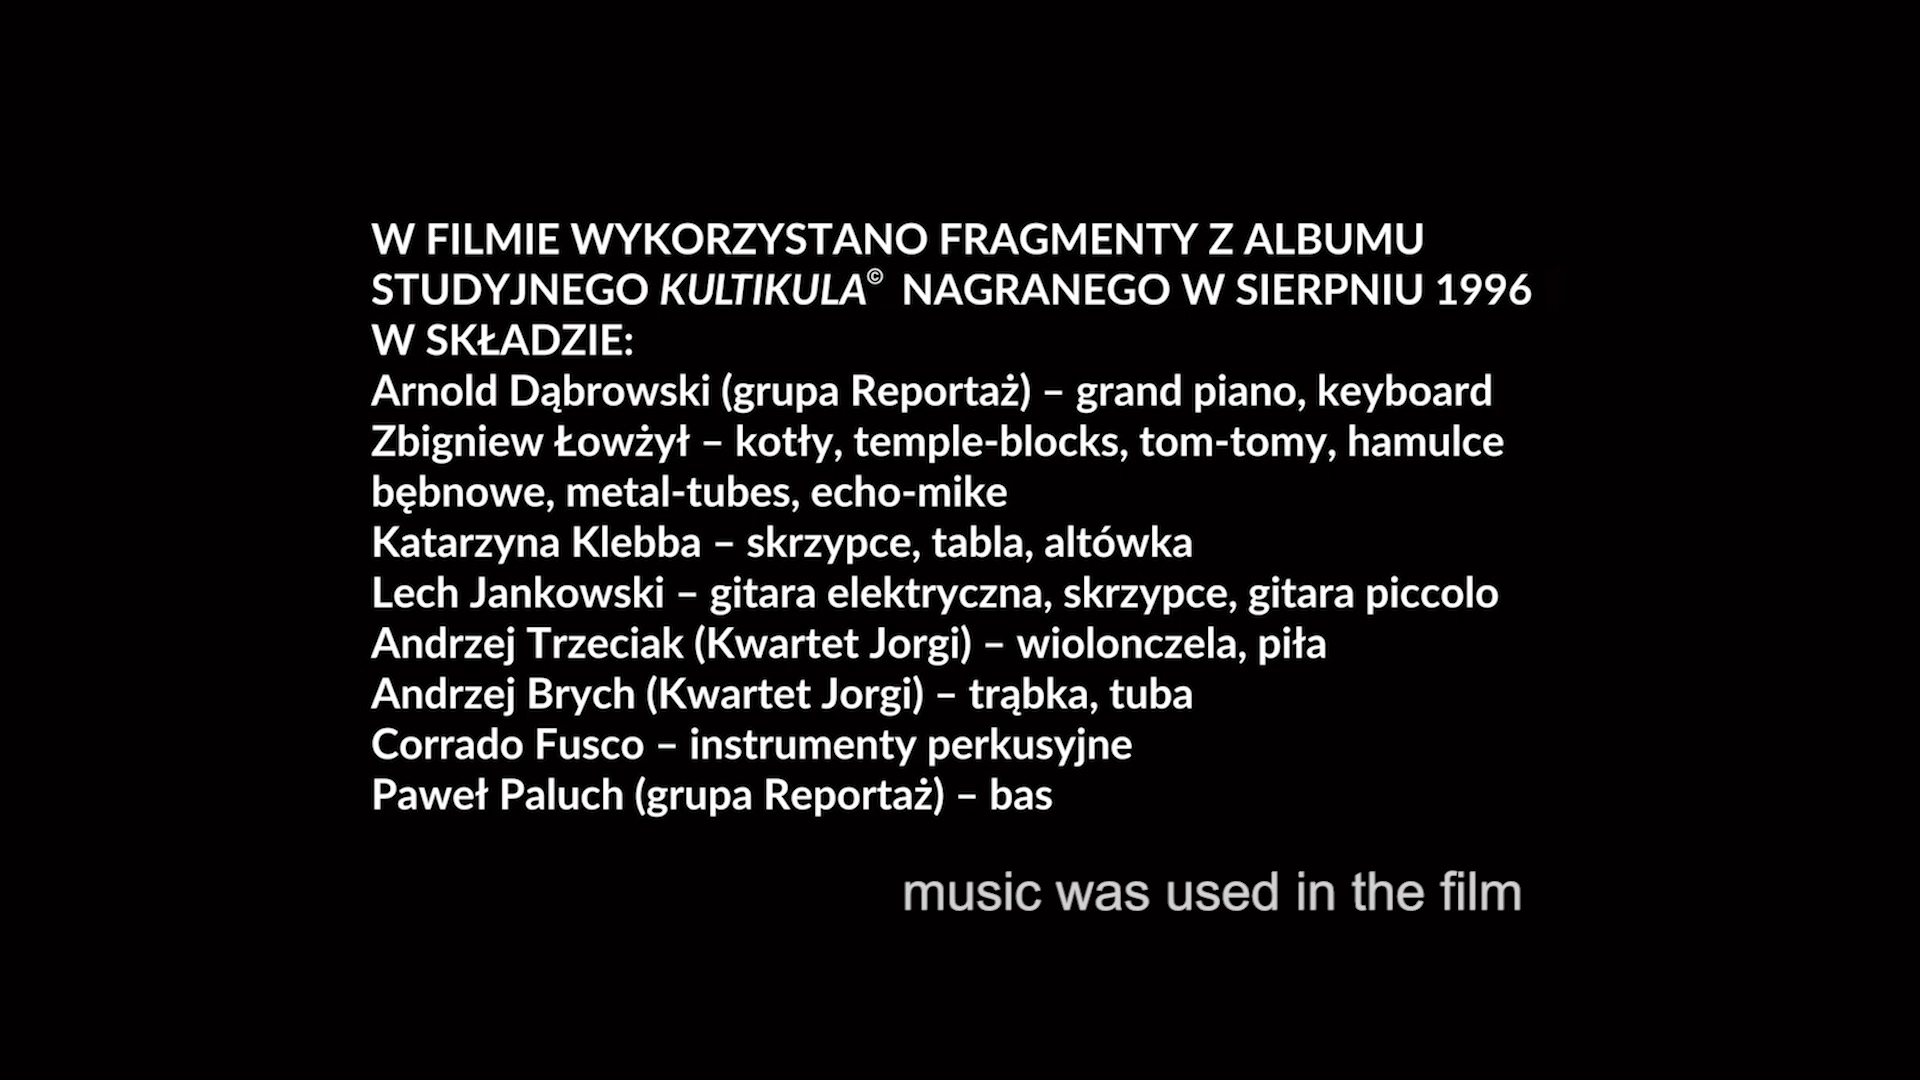 W FILMIE WYKORZYSTANO FRAGMENTY Z ALBUMU
STUDYJNEGO KULTIKULA© NAGRANEGO W SIERPNIU 1996
W SKŁADZIE:
Arnold Dąbrowski (grupa Reportaż) – grand piano, keyboard
Zbigniew Łowżył – kotły, temple-blocks, tom-tomy, hamulce
bębnowe, metal-tubes, echo-mike
Katarzyna Klebba – skrzypce, tabla, altówka
Lech Jankowski – gitara elektryczna, skrzypce, gitara piccolo
Andrzej Trzeciak (Kwartet Jorgi) – wiolonczela, piła
Andrzej Brych (Kwartet Jorgi) – trąbka, tuba
Corrado Fusco – instrumenty perkusyjne
Paweł Paluch (grupa Reportaż) – bas
music was used in the film